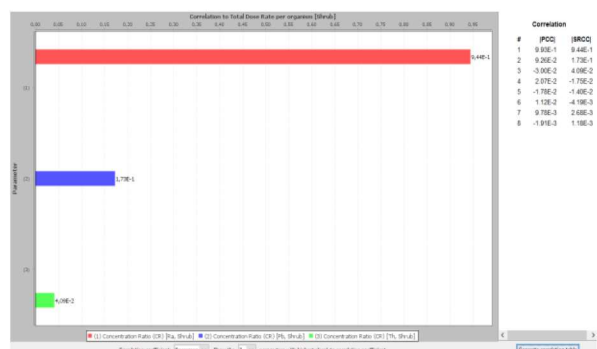 Correlation to Total Dose Rate per organism [Shrub]
0,00 0,05 0,10 0,15 0,20 0,25 0,30 0,35 0,40 0,45 0,50 0,55 0,60 0,65 0,70 0,75 0,80 0,85 0,90 0,95
9,44E-1
(1)
1,73E-1
(2)
Parameter
(3)
4,09E-2
(1) Concentration Ratio (CR) [Ra, Shrub] (2) Concentration Ratio (CR) [Pb, Shrub] (3) Concentration Ratio (CR) [Th, Shrub]
Correlation
# |PCC| |SRCC|
1 9.93E-1 9.44E-1
2 9.26E-2 1.73E-1
3 -3.00E-2 4.09E-2
4 2.07E-2 -1.75E-2
5 -1.78E-2 -1.40E-2
6 1.12E-2 -4.19E-3
7 9.78E-3 2.68E-3
8 -1.91E-3 1.18E-3